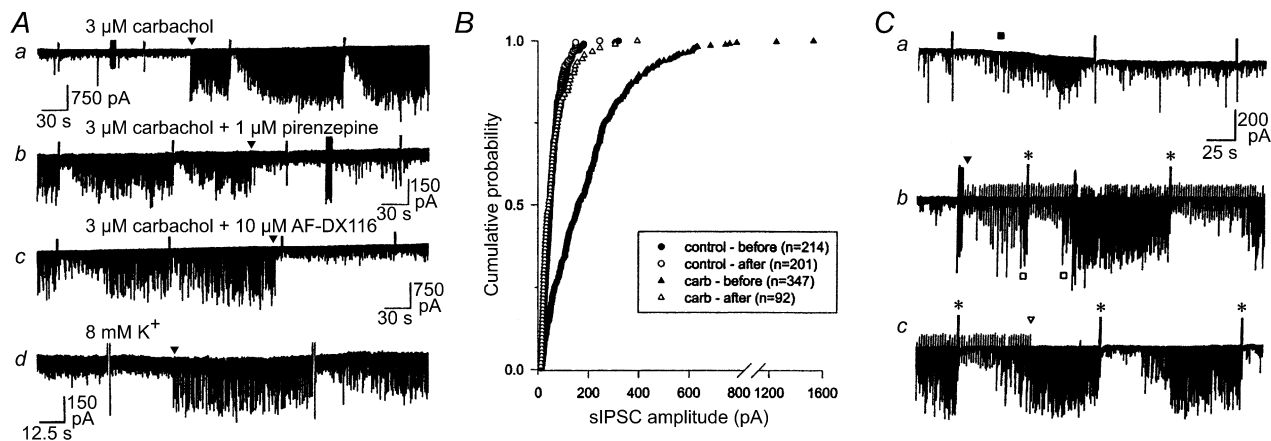 A
3 µM carbachol
a
750 pA
30 s
3 µM carbachol + 1 µM pirenzepine
b
150
pA
30 s
3 µM carbachol + 10 µM AF-DX116
c
750
pA
30 s
8 mM K+
d
150
pA
12.5 s
B
Cumulative probability
1.0
0.5
0.0
0
200
400
600
800
1200
1600
sIPSC amplitude (pA)
control - before (n=214)
control - after (n=201)
carb - before (n=347)
carb - after (n=92)
C
a
200
pA
25 s
b
*
*
c
*
*
*